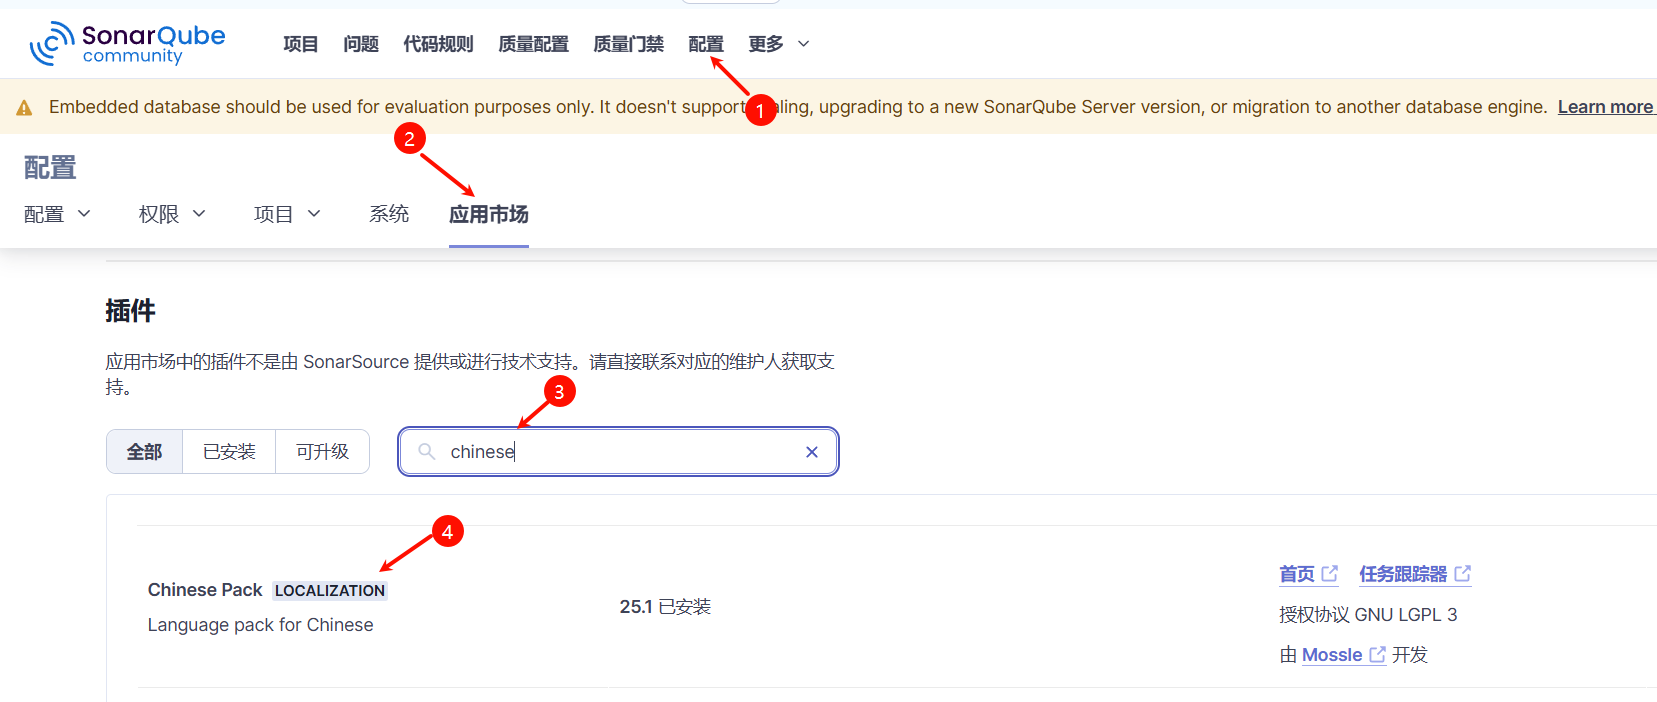 SonarQube
community
项目 问题 代码规则 质量配置 质量门禁 配置 更多
1
Embedded database should be used for evaluation purposes only. It doesn't support aling, upgrading to a new SonarQube Server version, or migration to another database engine. Learn more
2
配置
配置 权限 项目 系统 应用市场
插件
应用市场中的插件不是由 SonarSource 提供或进行技术支持。请直接联系对应的维护人获取支
持。
3
全部 已安装 可升级 chinese
4
Chinese Pack LOCALIZATION
Language pack for Chinese
25.1 已安装
首页 任务跟踪器
授权协议 GNU LGPL 3
由 Mossle 开发